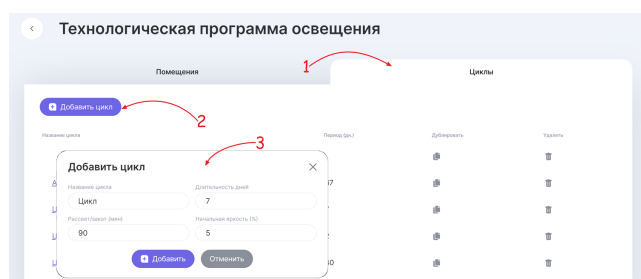 Технологическая программа освещения
1
Помещения
Циклы
Добавить цикл
2
3
Название цикла
Период (дн.)
Дублировать
Удалить
Добавить цикл
Название цикла
Длительность дней
Цикл
7
Рассвет/закат (мин)
Начальная яркость (%)
90
5
Добавить
Отменить